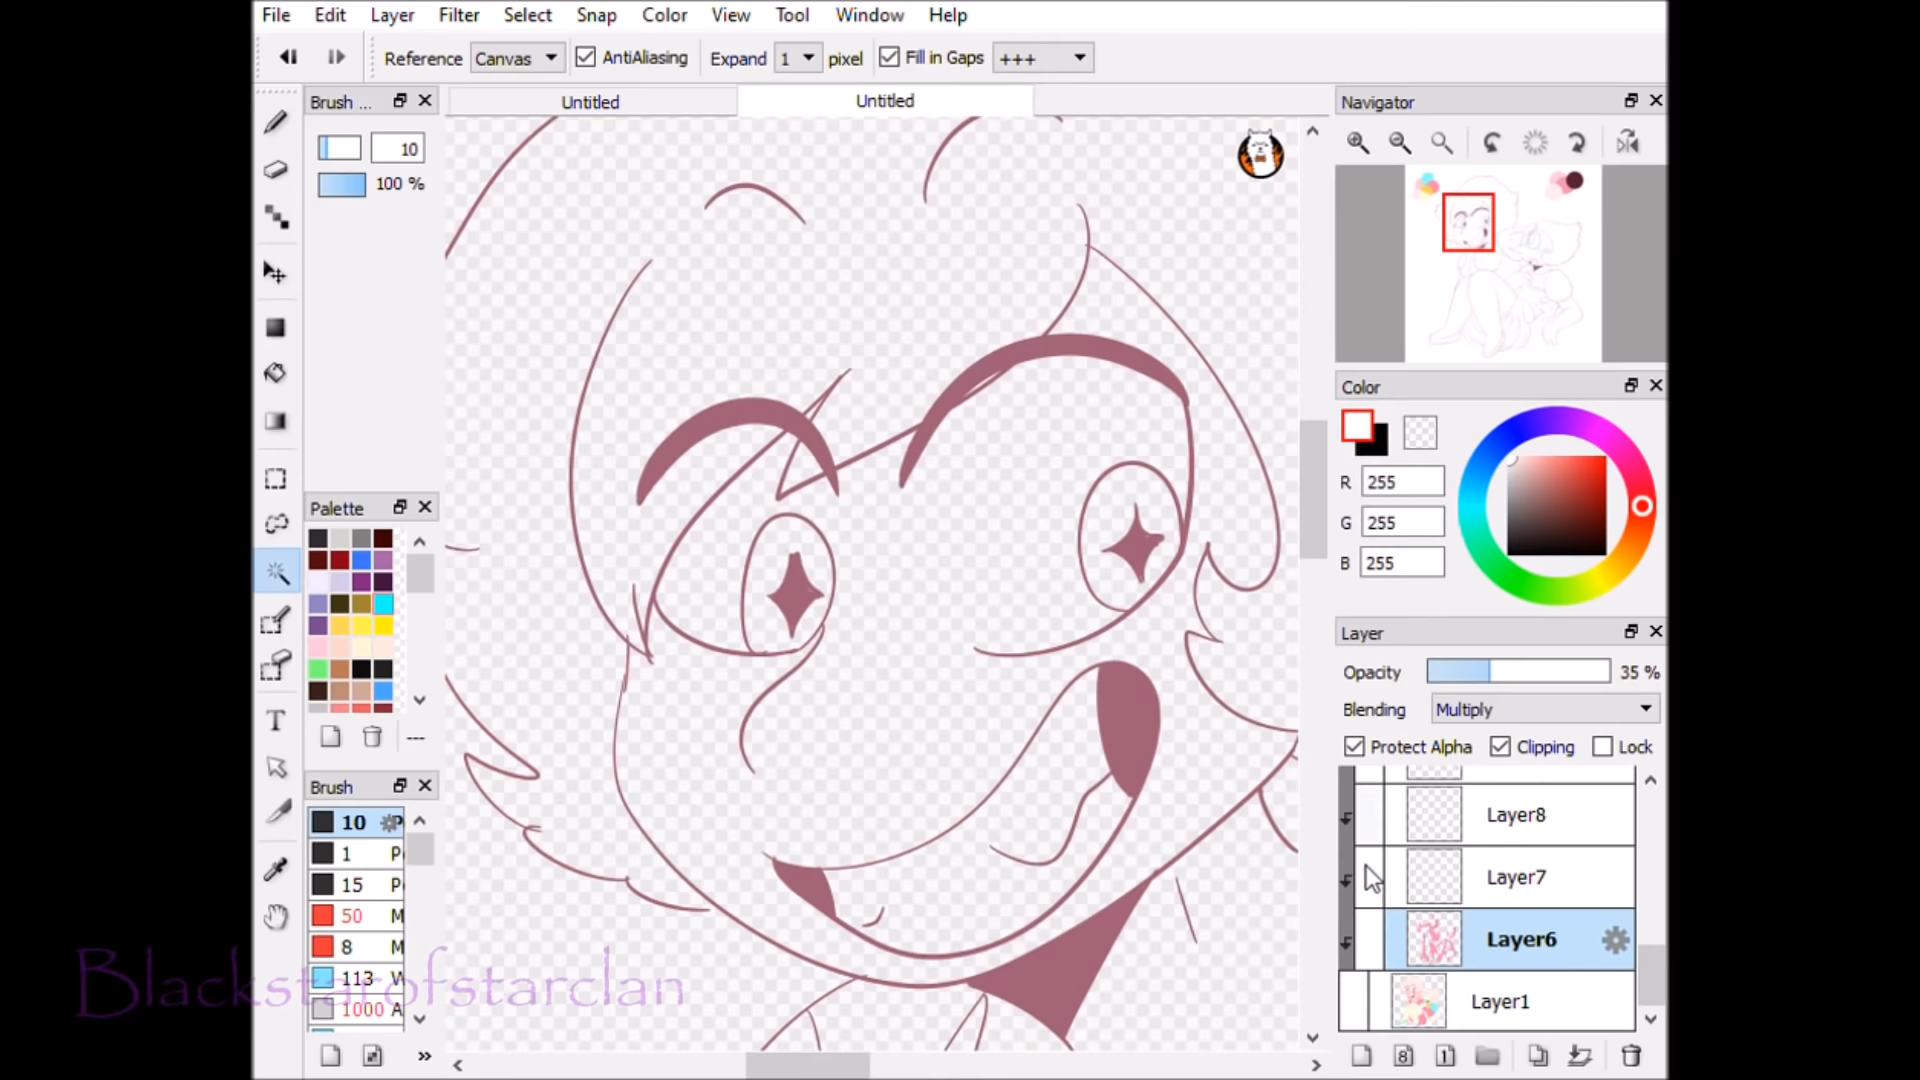 File Edit Layer Filter Select Snap Color View Tool Window Help
Reference Canvas AntiAliasing Expand 1 pixel Fill in Gaps +++
Brush ...
Untitled
Untitled
Navigator
10
100 %
Color
R 255
G 255
B 255
Palette
---
Layer
Opacity 35 %
Blending Multiply
Protect Alpha Clipping Lock
Brush
10 P
1 P
15 P
50 M
8 M
113 W
1000 A
Layer8
Layer7
Layer6
Layer1
8
1
Blackstarofstarclan